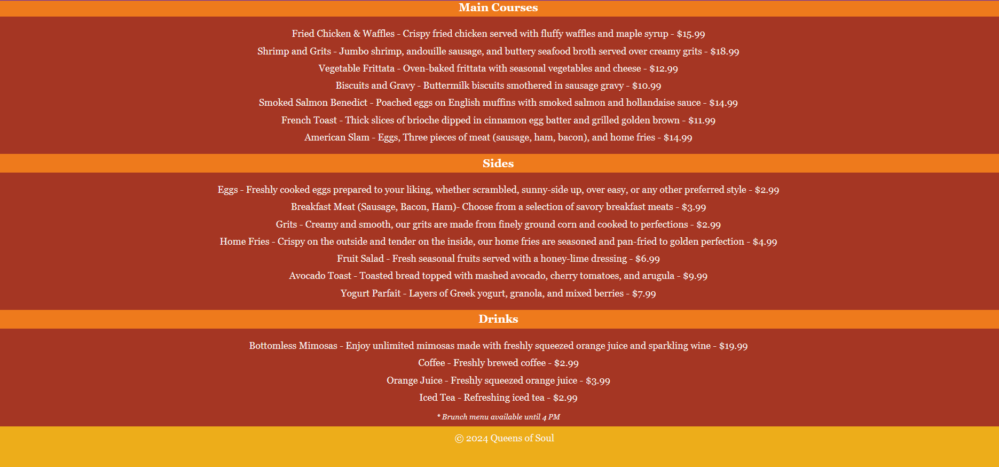 Main Courses
Fried Chicken & Waffles - Crispy fried chicken served with fluffy waffles and maple syrup - $15.99
Shrimp and Grits - Jumbo shrimp, andouille sausage, and buttery seafood broth served over creamy grits - $18.99
Vegetable Frittata - Oven-baked frittata with seasonal vegetables and cheese - $12.99
Biscuits and Gravy - Buttermilk biscuits smothered in sausage gravy - $10.99
Smoked Salmon Benedict - Poached eggs on English muffins with smoked salmon and hollandaise sauce - $14.99
French Toast - Thick slices of brioche dipped in cinnamon egg batter and grilled golden brown - $11.99
American Slam - Eggs, Three pieces of meat (sausage, ham, bacon), and home fries - $14.99
Sides
Eggs - Freshly cooked eggs prepared to your liking, whether scrambled, sunny-side up, over easy, or any other preferred style - $2.99
Breakfast Meat (Sausage, Bacon, Ham)- Choose from a selection of savory breakfast meats - $3.99
Grits - Creamy and smooth, our grits are made from finely ground corn and cooked to perfections - $2.99
Home Fries - Crispy on the outside and tender on the inside, our home fries are seasoned and pan-fried to golden perfection - $4.99
Fruit Salad - Fresh seasonal fruits served with a honey-lime dressing - $6.99
Avocado Toast - Toasted bread topped with mashed avocado, cherry tomatoes, and arugula - $9.99
Yogurt Parfait - Layers of Greek yogurt, granola, and mixed berries - $7.99
Drinks
Bottomless Mimosas - Enjoy unlimited mimosas made with freshly squeezed orange juice and sparkling wine - $19.99
Coffee - Freshly brewed coffee - $2.99
Orange Juice - Freshly squeezed orange juice - $3.99
Iced Tea - Refreshing iced tea - $2.99
* Brunch menu available until 4 PM
© 2024 Queens of Soul